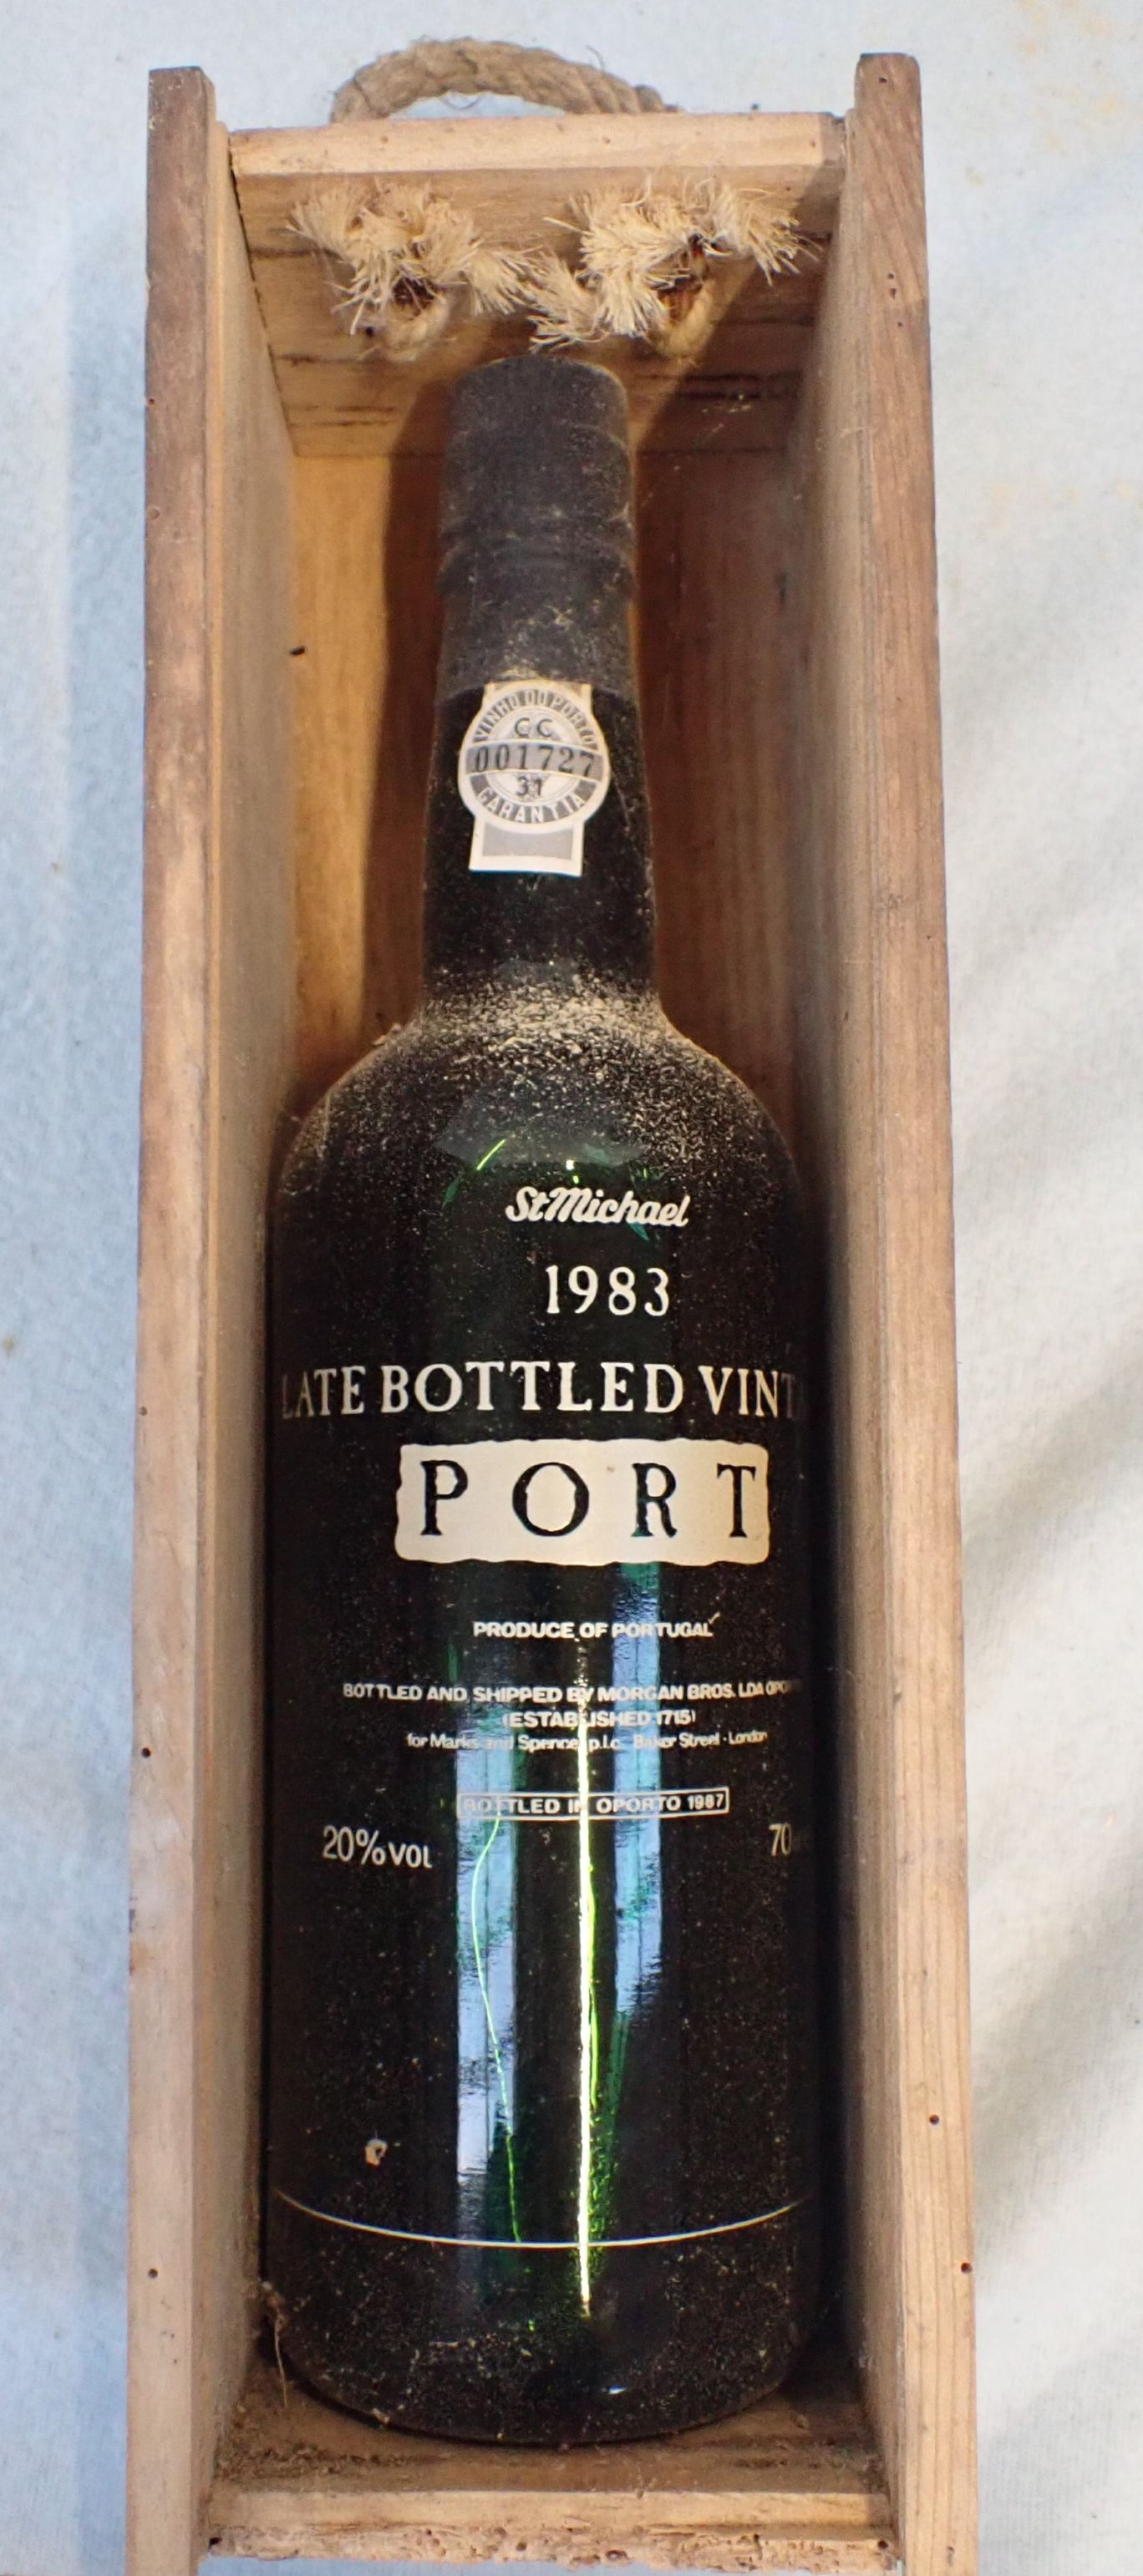 VINHO DO PORTO
CC
001727
31
GARANTIA
St Michael
1983
LATE BOTTLED VINTA
PORT
PRODUCE OF PORTUGAL
BOTTLED AND SHIPPED BY MORGAN BROS. LDA OPO
(ESTABLISHED 1715)
for Marks and Spencer p.l.c. Baker Street · London
BOTTLED IN OPORTO 1987
20% VOL
70